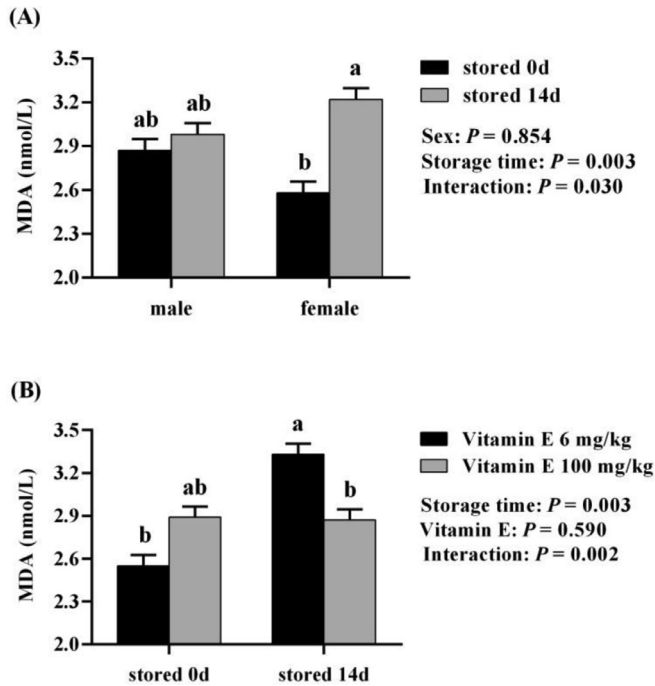 (A)
3.5
3.2
2.9
2.6
2.3
2.0
MDA (nmol/L)
ab
ab
b
a
male
female
stored 0d
stored 14d
Sex: P = 0.854
Storage time: P = 0.003
Interaction: P = 0.030
(B)
3.5
3.2
2.9
2.6
2.3
2.0
MDA (nmol/L)
b
ab
a
b
stored 0d
stored 14d
Vitamin E 6 mg/kg
Vitamin E 100 mg/kg
Storage time: P = 0.003
Vitamin E: P = 0.590
Interaction: P = 0.002